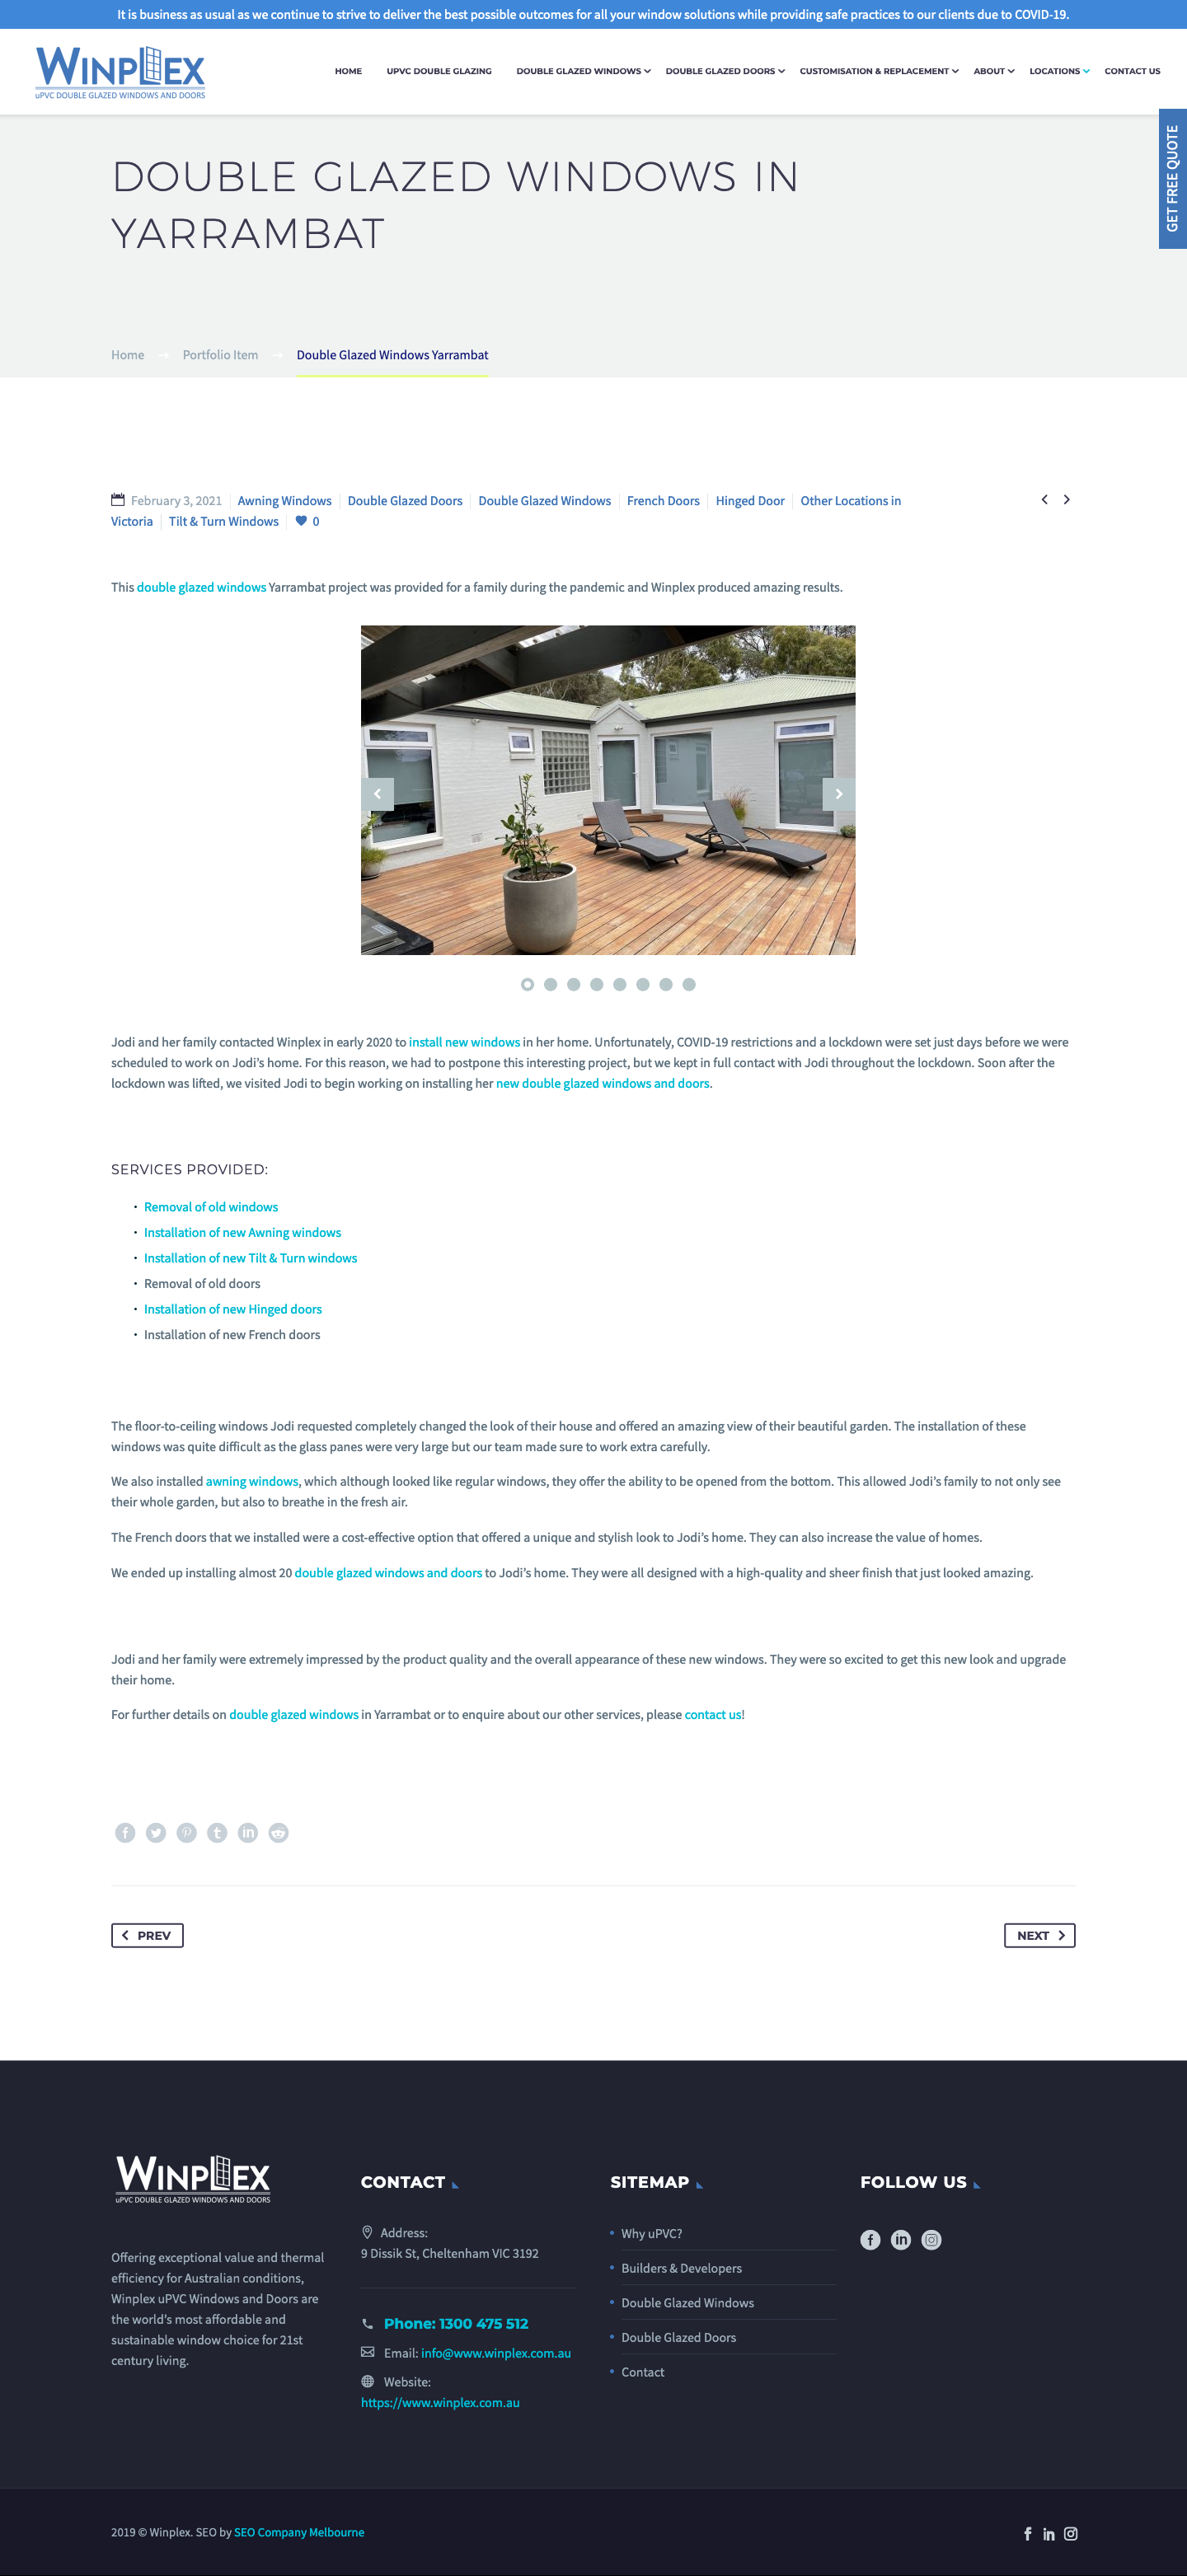 It is business as usual as we continue to strive to deliver the best possible outcomes for all your window solutions while providing safe practices to our clients due to COVID-19.
WINPLEX
uPVC DOUBLE GLAZED WINDOWS AND DOORS
HOME
UPVC DOUBLE GLAZING
DOUBLE GLAZED WINDOWS
DOUBLE GLAZED DOORS
CUSTOMISATION & REPLACEMENT
ABOUT
LOCATIONS
CONTACT US
GET FREE QUOTE
DOUBLE GLAZED WINDOWS IN
YARRAMBAT
Home
Portfolio Item
Double Glazed Windows Yarrambat
February 3, 2021 Awning Windows Double Glazed Doors Double Glazed Windows French Doors Hinged Door Other Locations in
Victoria Tilt & Turn Windows 0
This double glazed windows Yarrambat project was provided for a family during the pandemic and Winplex produced amazing results.
Jodi and her family contacted Winplex in early 2020 to install new windows in her home. Unfortunately, COVID-19 restrictions and a lockdown were set just days before we were
scheduled to work on Jodi's home. For this reason, we had to postpone this interesting project, but we kept in full contact with Jodi throughout the lockdown. Soon after the
lockdown was lifted, we visited Jodi to begin working on installing her new double glazed windows and doors.
SERVICES PROVIDED:
Removal of old windows
Installation of new Awning windows
Installation of new Tilt & Turn windows
Removal of old doors
Installation of new Hinged doors
Installation of new French doors
The floor-to-ceiling windows Jodi requested completely changed the look of their house and offered an amazing view of their beautiful garden. The installation of these
windows was quite difficult as the glass panes were very large but our team made sure to work extra carefully.
We also installed awning windows, which although looked like regular windows, they offer the ability to be opened from the bottom. This allowed Jodi's family to not only see
their whole garden, but also to breathe in the fresh air.
The French doors that we installed were a cost-effective option that offered a unique and stylish look to Jodi's home. They can also increase the value of homes.
We ended up installing almost 20 double glazed windows and doors to Jodi's home. They were all designed with a high-quality and sheer finish that just looked amazing.
Jodi and her family were extremely impressed by the product quality and the overall appearance of these new windows. They were so excited to get this new look and upgrade
their home.
For further details on double glazed windows in Yarrambat or to enquire about our other services, please contact us!
PREV
NEXT
WINPLEX
uPVC DOUBLE GLAZED WINDOWS AND DOORS
Offering exceptional value and thermal
efficiency for Australian conditions,
Winplex uPVC Windows and Doors are
the world's most affordable and
sustainable window choice for 21st
century living.
CONTACT
Address:
9 Dissik St, Cheltenham VIC 3192
Phone: 1300 475 512
Email: info@www.winplex.com.au
Website:
https://www.winplex.com.au
SITEMAP
Why uPVC?
Builders & Developers
Double Glazed Windows
Double Glazed Doors
Contact
FOLLOW US
2019 © Winplex. SEO by SEO Company Melbourne